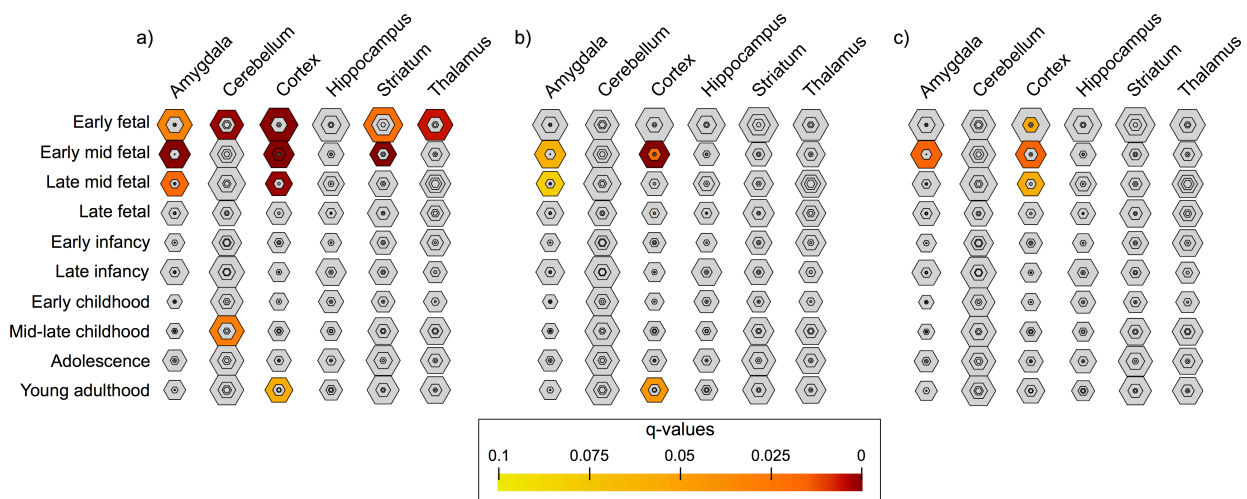 a)
Amygdala
Cerebellum
Cortex
Hippocampus
Striatum
Thalamus
b)
Amygdala
Cerebellum
Cortex
Hippocampus
Striatum
Thalamus
c)
Amygdala
Cerebellum
Cortex
Hippocampus
Striatum
Thalamus
Early fetal
Early mid fetal
Late mid fetal
Late fetal
Early infancy
Late infancy
Early childhood
Mid-late childhood
Adolescence
Young adulthood
q-values
0.1 0.075 0.05 0.025 0